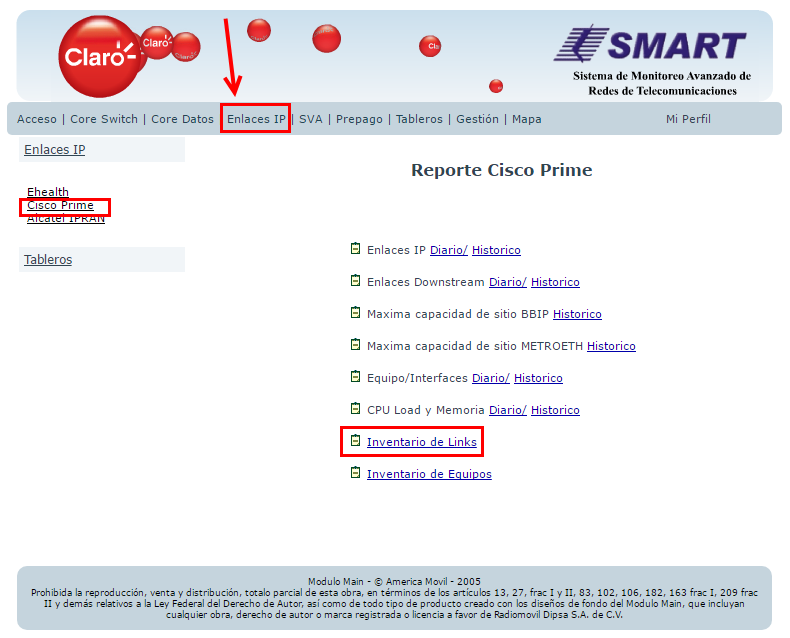 Claro
Claro
Claro
Cla
SMART
Sistema de Monitoreo Avanzado de
Redes de Telecomunicaciones
Acceso | Core Switch | Core Datos | Enlaces IP | SVA | Prepago | Tableros | Gestión | Mapa
Mi Perfil
Enlaces IP
Ehealth
Cisco Prime
Alcatel IPRAN
Tableros
Reporte Cisco Prime
Enlaces IP Diario/ Historico
Enlaces Downstream Diario/ Historico
Maxima capacidad de sitio BBIP Historico
Maxima capacidad de sitio METROETH Historico
Equipo/Interfaces Diario/ Historico
CPU Load y Memoria Diario/ Historico
Inventario de Links
Inventario de Equipos
Modulo Main - © America Movil - 2005
Prohibida la reproducción, venta y distribución, totalo parcial de esta obra, en términos de los artículos 13, 27, frac I y II, 83, 102, 106, 182, 163 frac I, 209 frac
II y demás relativos a la Ley Federal del Derecho de Autor, así como de todo tipo de producto creado con los diseños de fondo del Modulo Main, que incluyan
cualquier obra, derecho de autor o marca registrada o licencia a favor de Radiomovil Dipsa S.A. de C.V.